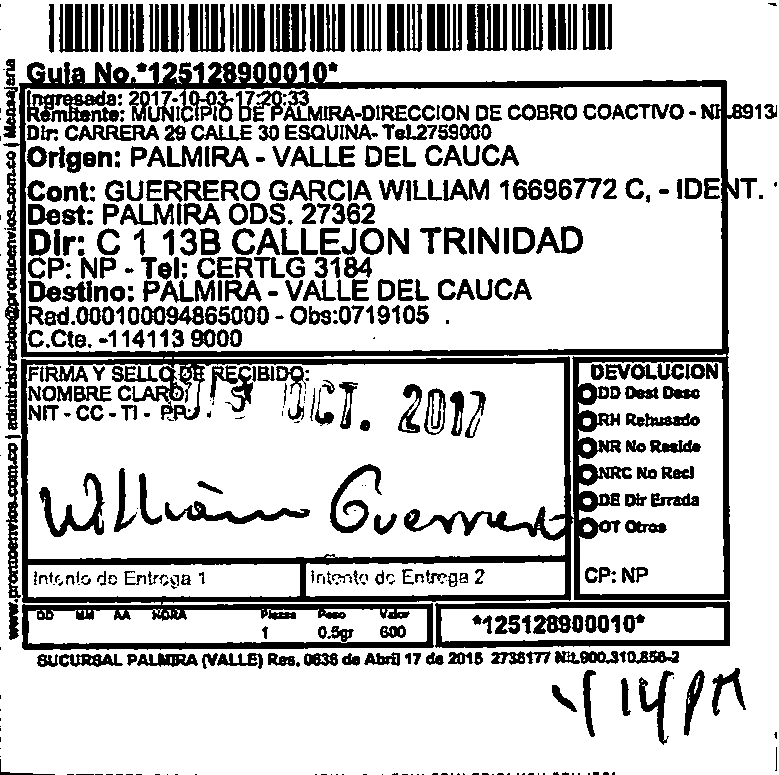 Guia No.*125128900010*
Ingresada: 2017-10-03-17:20:33
Remitente: MUNICIPIO DE PALMIRA-DIRECCION DE COBRO COACTIVO - Nit.8913
Dir: CARRERA 29 CALLE 30 ESQUINA- Tel.2759000
Origen: PALMIRA - VALLE DEL CAUCA
Cont: GUERRERO GARCIA WILLIAM 16696772 C, - IDENT. 1
Dest: PALMIRA ODS. 27362
Dir: C 1 13B CALLEJON TRINIDAD
CP: NP - Tel: CERTLG 3184
Destino: PALMIRA - VALLE DEL CAUCA
Rad.000100094865000 - Obs:0719105 .
C.Cte. -114113 9000
www.prontoenvios.com.co | administracion@prontoenvios.com.co | Mensajeria
FIRMA Y SELLO DE RECIBIDO:
NOMBRE CLARO
NIT - CC - TI - PP
OCT. 2017
William Guerrero
DEVOLUCION
DD Dest Desc
RH Rehusado
NR No Reside
NRC No Recl
DE Dir Errada
OT Otros
CP: NP
Intento de Entrega 1
Intento de Entrega 2
DD MM AA HORA Piezas Peso Valor
1 0.5gr 600
*125128900010*
SUCURSAL PALMIRA (VALLE) Res. 0636 de Abril 17 de 2015 2736177 Nit.900.310.856-2